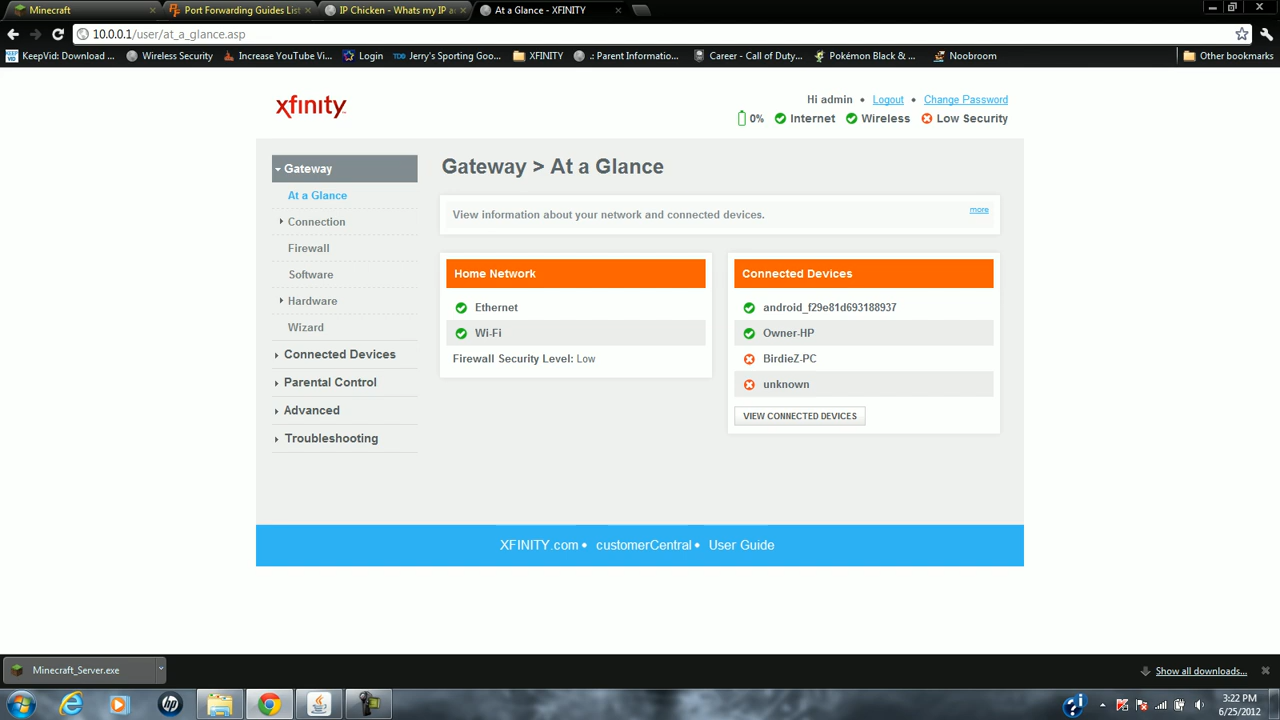 Minecraft
Port Forwarding Guides List
IP Chicken - Whats my IP a
At a Glance - XFINITY
10.0.0.1/user/at_a_glance.asp
KeepVid: Download ...
Wireless Security
Increase YouTube Vi...
Login
Jerry's Sporting Goo...
XFINITY
.: Parent Informatio...
Career - Call of Duty...
Pokémon Black & ...
Noobroom
Other bookmarks
xfinity
Hi admin • Logout • Change Password
0% Internet Wireless Low Security
Gateway
At a Glance
Connection
Firewall
Software
Hardware
Wizard
Connected Devices
Parental Control
Advanced
Troubleshooting
Gateway > At a Glance
View information about your network and connected devices.
more
Home Network
Ethernet
Wi-Fi
Firewall Security Level: Low
Connected Devices
android_f29e81d693188937
Owner-HP
BirdieZ-PC
unknown
VIEW CONNECTED DEVICES
XFINITY.com • customerCentral • User Guide
Minecraft_Server.exe
Show all downloads...
3:22 PM
6/25/2012